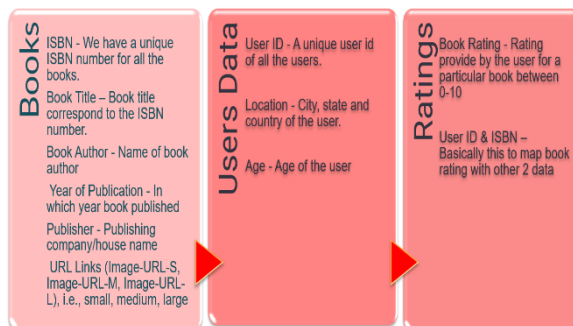 Books
ISBN - We have a unique
ISBN number for all the
books.
Book Title – Book title
correspond to the ISBN
number.
Book Author - Name of book
author
Year of Publication - In
which year book published
Publisher - Publishing
company/house name
URL Links (Image-URL-S,
Image-URL-M, Image-URL-
L), i.e., small, medium, large
Users Data
User ID - A unique user id
of all the users.
Location - City, state and
country of the user.
Age - Age of the user
Ratings
Book Rating - Rating
provide by the user for a
particular book between
0-10
User ID & ISBN –
Basically this to map book
rating with other 2 data